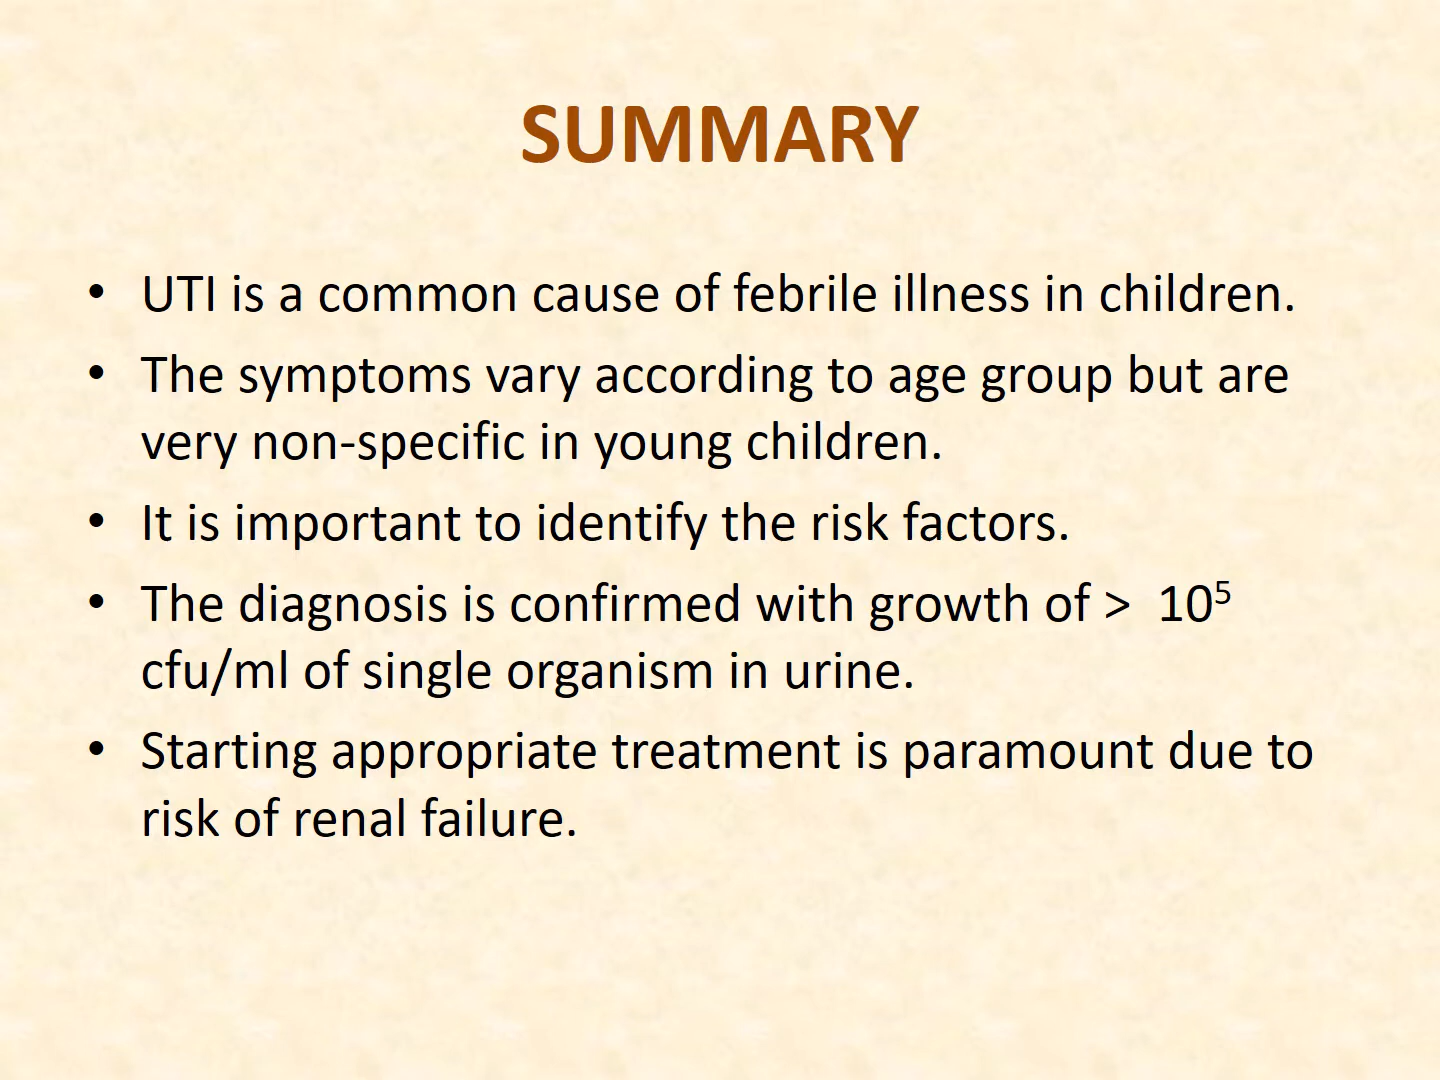 SUMMARY
• UTI is a common cause of febrile illness in children.
• The symptoms vary according to age group but are
very non-specific in young children.
• It is important to identify the risk factors.
• The diagnosis is confirmed with growth of > 10⁵
cfu/ml of single organism in urine.
• Starting appropriate treatment is paramount due to
risk of renal failure.